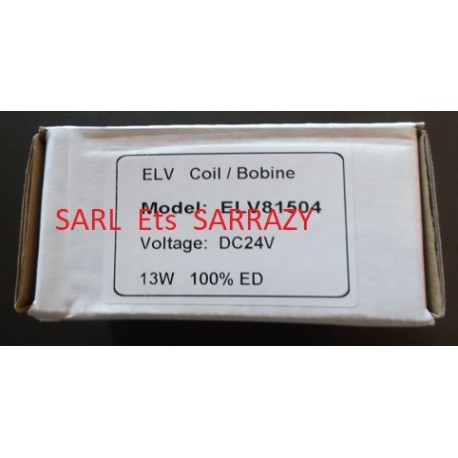 ELV Coil / Bobine
Model: ELV81504
SARL Ets SARRAZY
Voltage: DC24V
13W 100% ED